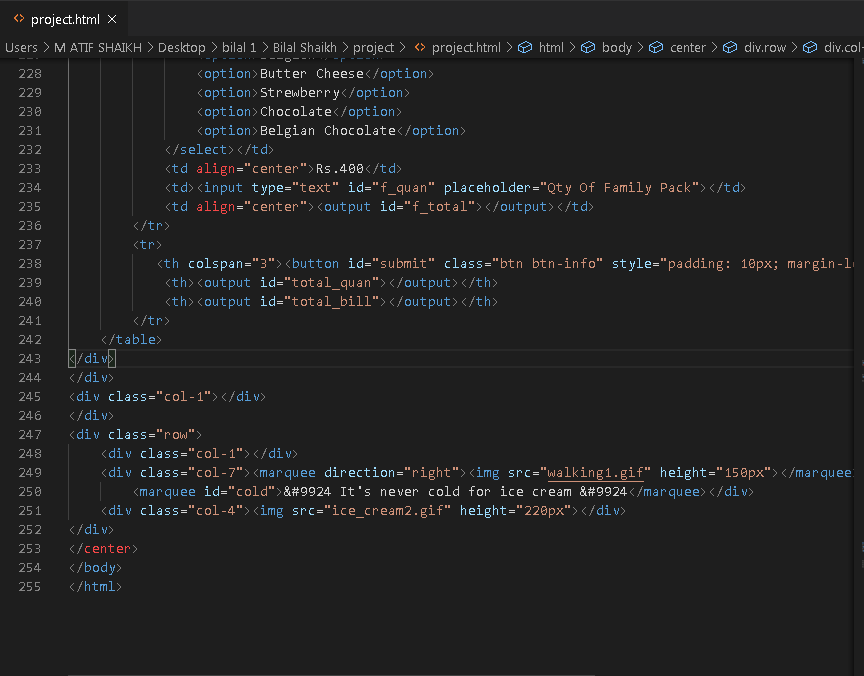 project.html
Users > M ATIF SHAIKH > Desktop > bilal 1 > Bilal Shaikh > project > project.html > html > body > center > div.row > div.col-
228 <option>Butter Cheese</option>
229 <option>Strewberry</option>
230 <option>Chocolate</option>
231 <option>Belgian Chocolate</option>
232 </select></td>
233 <td align="center">Rs.400</td>
234 <td><input type="text" id="f_quan" placeholder="Qty Of Family Pack"></td>
235 <td align="center"><output id="f_total"></output></td>
236 </tr>
237 <tr>
238 <th colspan="3"><button id="submit" class="btn btn-info" style="padding: 10px; margin-l
239 <th><output id="total_quan"></output></th>
240 <th><output id="total_bill"></output></th>
241 </tr>
242 </table>
243 </div>
244 </div>
245 <div class="col-1"></div>
246 </div>
247 <div class="row">
248 <div class="col-1"></div>
249 <div class="col-7"><marquee direction="right"><img src="walking1.gif" height="150px"></marquee
250 <marquee id="cold">&#9924 It's never cold for ice cream &#9924</marquee></div>
251 <div class="col-4"><img src="ice_cream2.gif" height="220px"></div>
252 </div>
253 </center>
254 </body>
255 </html>